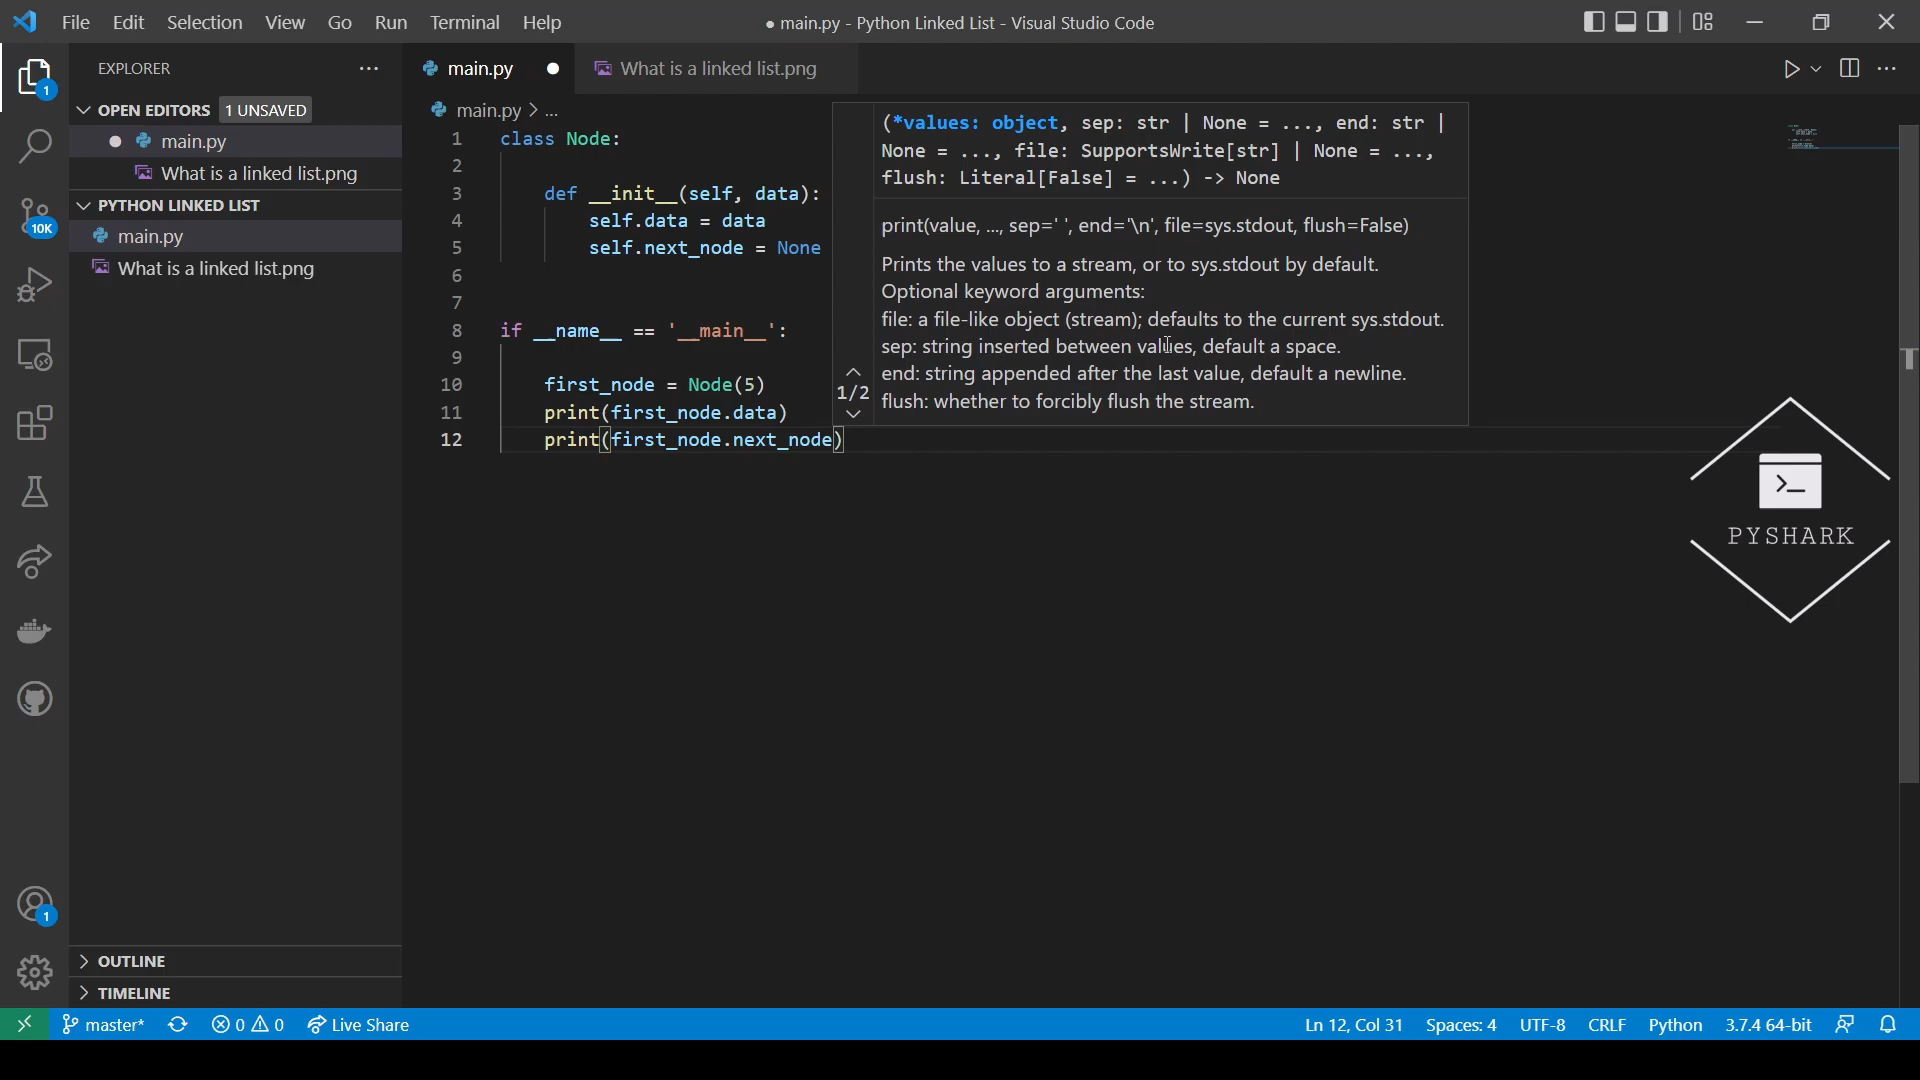 File Edit Selection View Go Run Terminal Help
● main.py - Python Linked List - Visual Studio Code
EXPLORER
OPEN EDITORS 1 UNSAVED
main.py
What is a linked list.png
PYTHON LINKED LIST
main.py
What is a linked list.png
OUTLINE
TIMELINE
1
10K
1
main.py What is a linked list.png
main.py > ...
1 class Node:
2
3 def __init__(self, data):
4 self.data = data
5 self.next_node = None
6
7
8 if __name__ == '__main__':
9
10 first_node = Node(5)
11 print(first_node.data)
12 print(first_node.next_node)
(*values: object, sep: str | None = ..., end: str |
None = ..., file: SupportsWrite[str] | None = ...,
flush: Literal[False] = ...) -> None
print(value, ..., sep=' ', end='\n', file=sys.stdout, flush=False)
Prints the values to a stream, or to sys.stdout by default.
Optional keyword arguments:
file: a file-like object (stream); defaults to the current sys.stdout.
sep: string inserted between values, default a space.
end: string appended after the last value, default a newline.
flush: whether to forcibly flush the stream.
1/2
>_
PYSHARK
master* 0 0 Live Share
Ln 12, Col 31 Spaces: 4 UTF-8 CRLF Python 3.7.4 64-bit